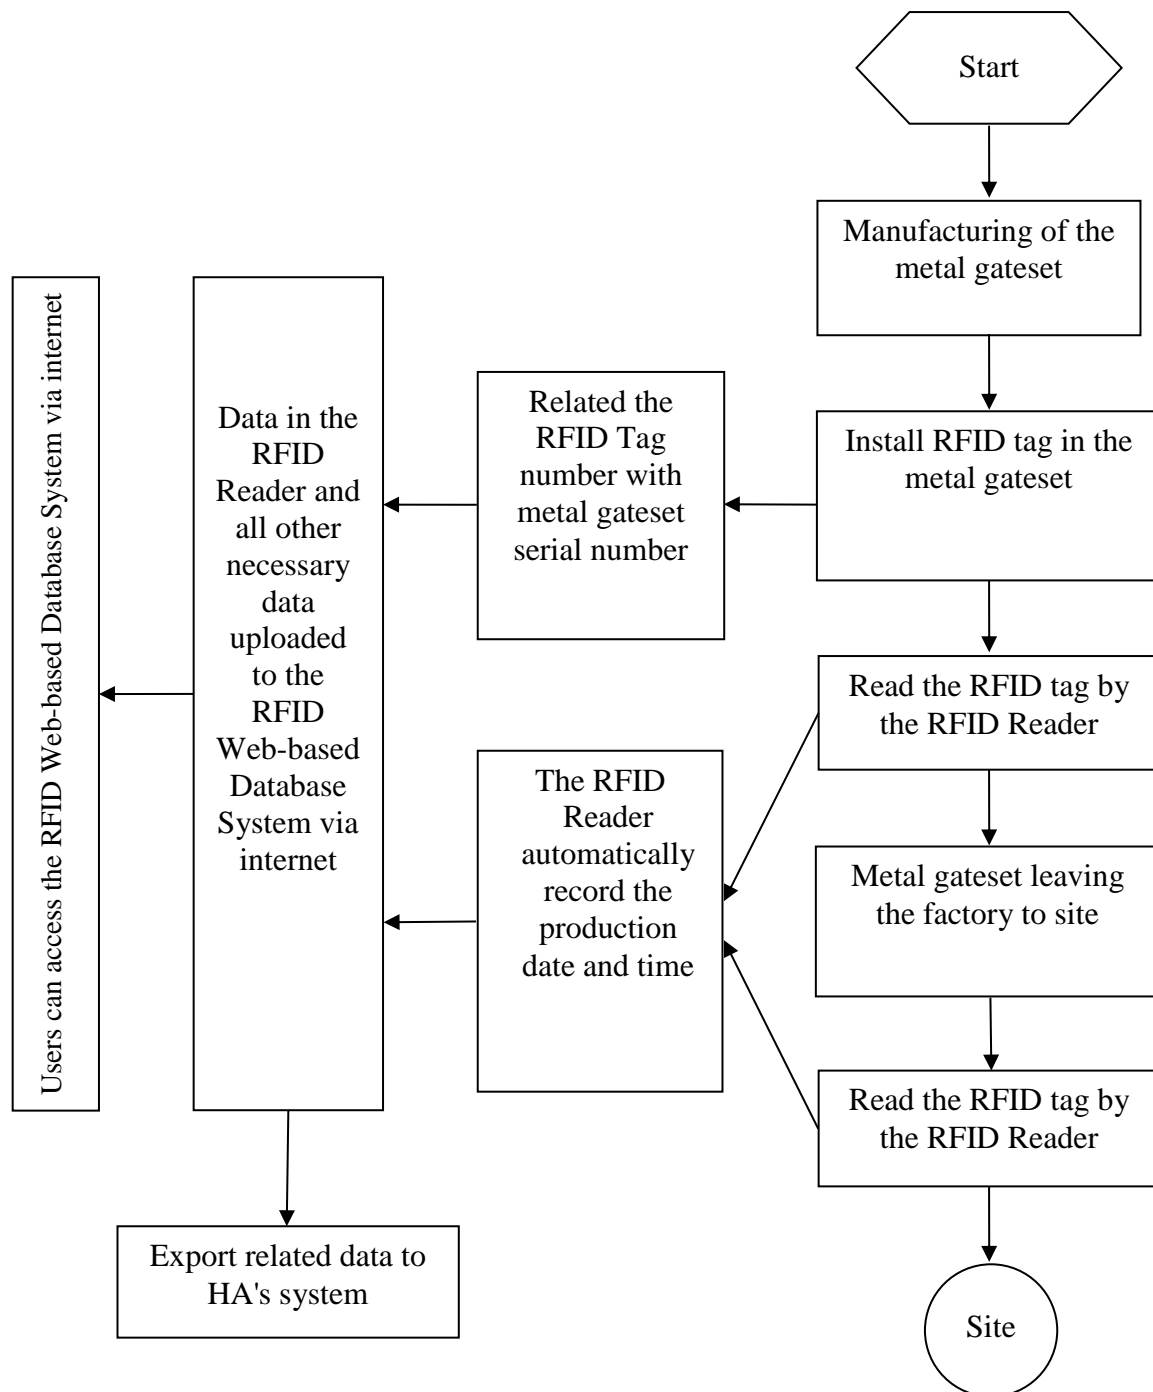 Start
Manufacturing of the
metal gateset
Install RFID tag in the
metal gateset
Related the
RFID Tag
number with
metal gateset
serial number
Data in the
RFID
Reader and
all other
necessary
data
uploaded
to the
RFID
Web-based
Database
System via
internet
Users can access the RFID Web-based Database System via internet
Read the RFID tag by
the RFID Reader
The RFID
Reader
automatically
record the
production
date and time
Metal gateset leaving
the factory to site
Read the RFID tag by
the RFID Reader
Export related data to
HA's system
Site